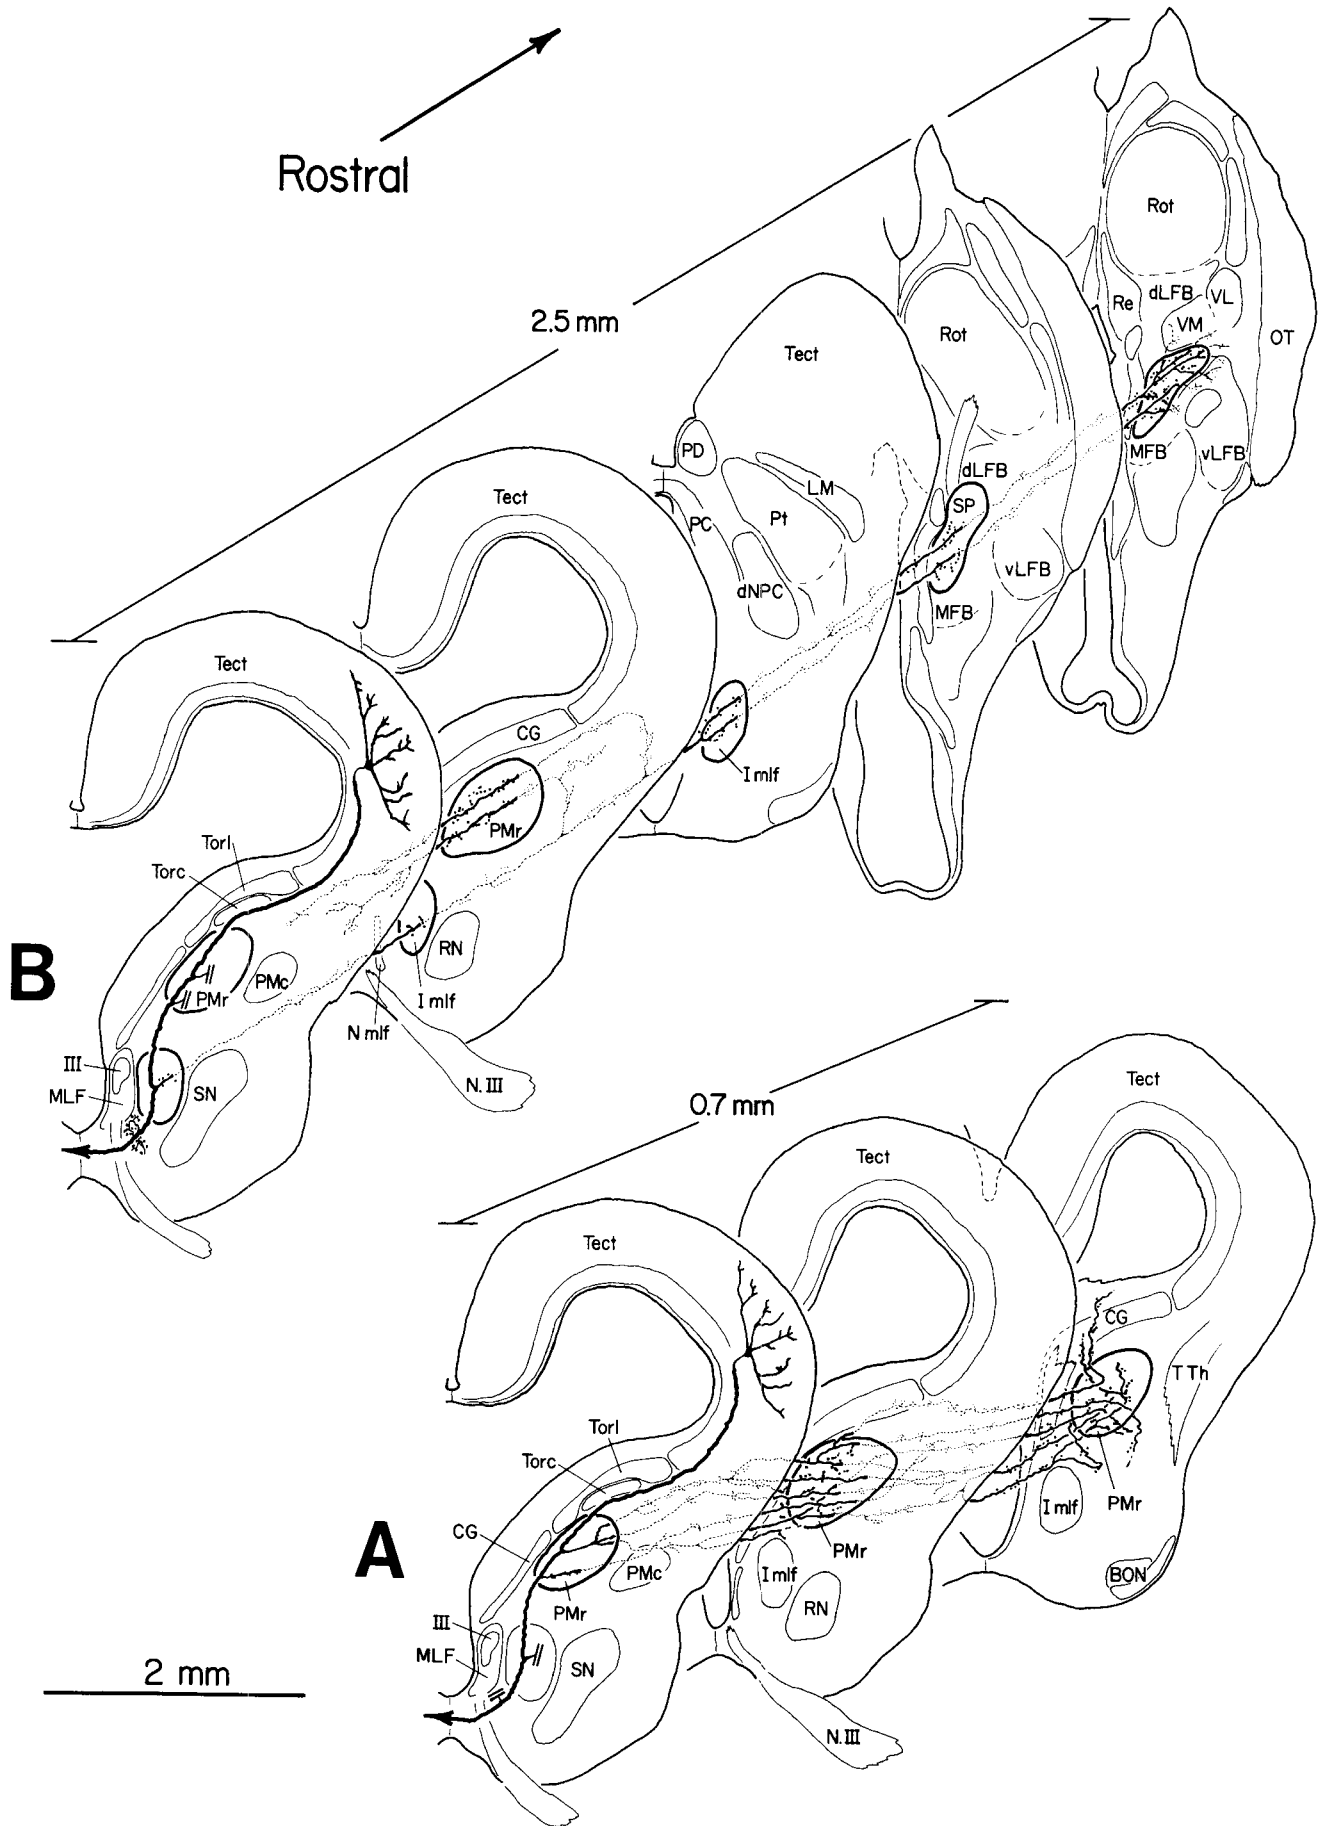 Rostral
2.5 mm
Rot
Re
dLFB
VL
VM
OT
MFB
vLFB
Rot
dLFB
SP
vLFB
MFB
Tect
PD
PC
LM
Pt
dNPC
I mlf
Tect
CG
PMr
RN
I mlf
N mlf
N. III
Tect
Torl
Torc
B
PMr
PMc
III
MLF
SN
0.7 mm
Tect
CG
T Th
PMr
I mlf
BON
Tect
PMr
I mlf
RN
N. III
Tect
Torl
Torc
CG
A
PMc
PMr
III
MLF
SN
2 mm